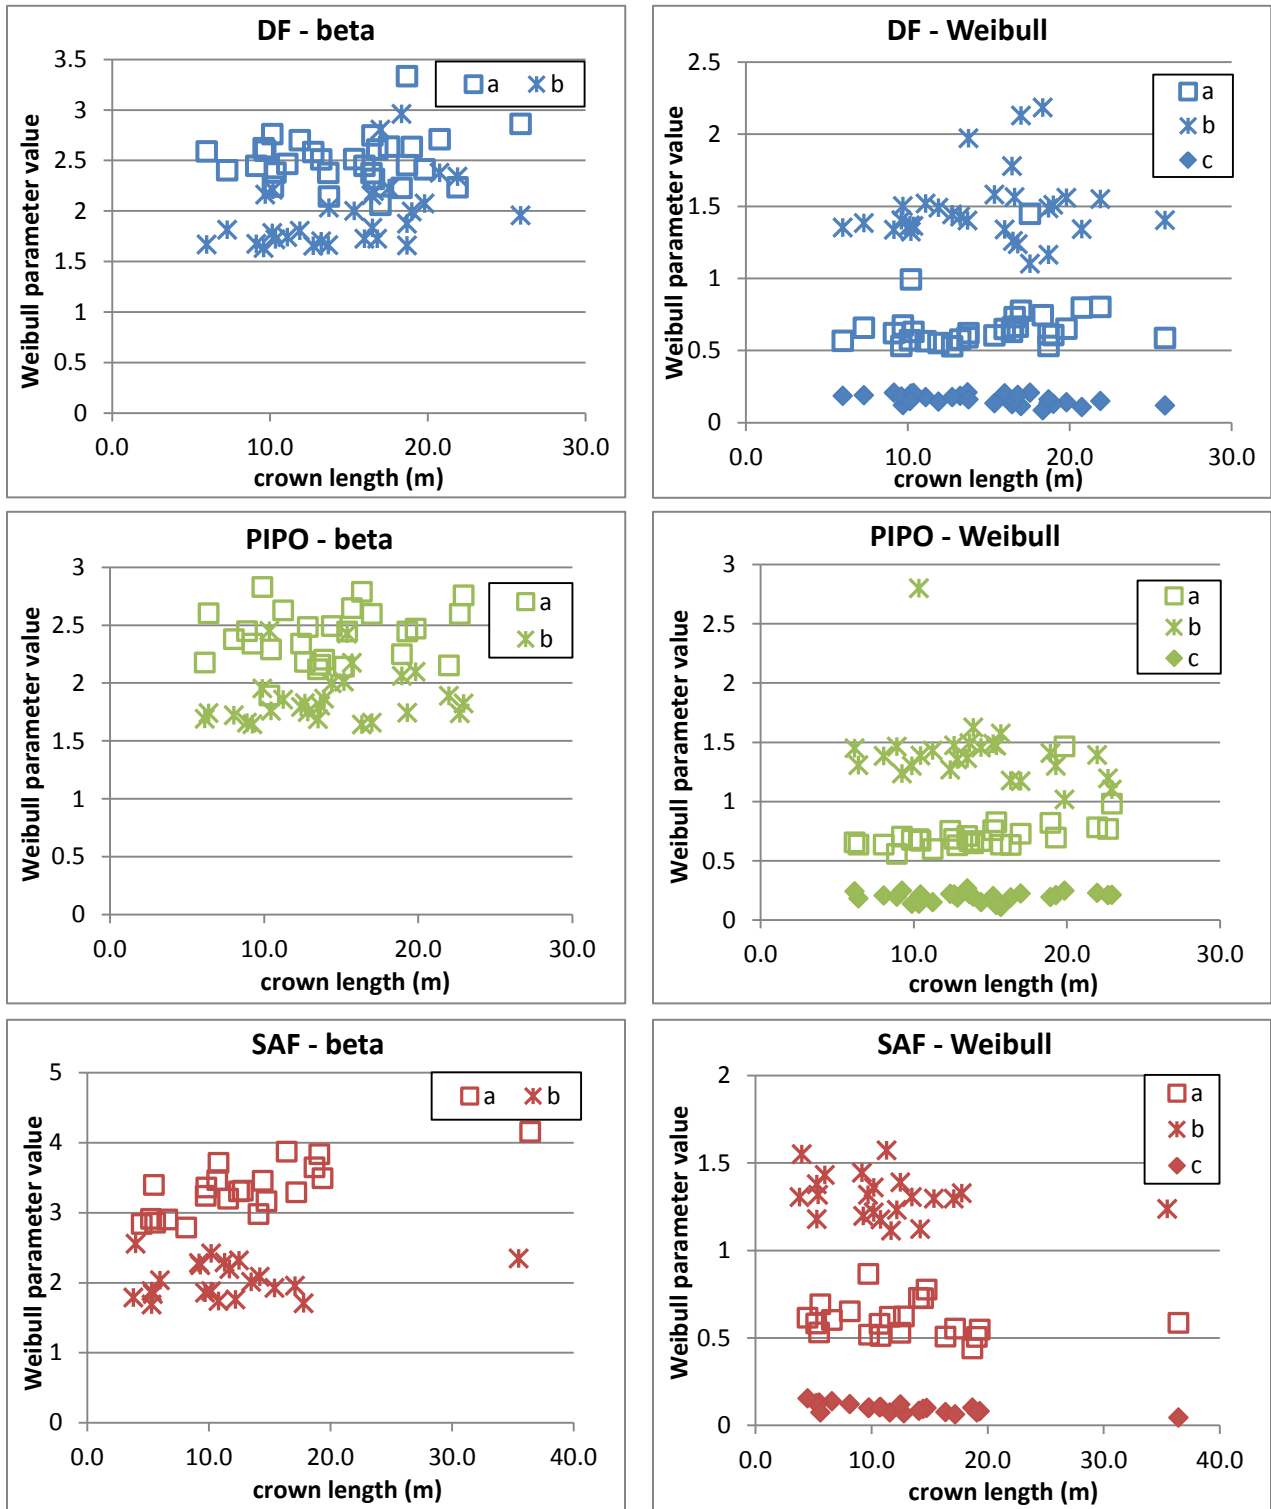 DF - beta
Weibull parameter value
3.5
3
2.5
2
1.5
1
0.5
0
a b
0.0 10.0 20.0 30.0
crown length (m)
DF - Weibull
Weibull parameter value
2.5
2
1.5
1
0.5
0
a
b
c
0.0 10.0 20.0 30.0
crown length (m)
PIPO - beta
Weibull parameter value
3
2.5
2
1.5
1
0.5
0
a
b
0.0 10.0 20.0 30.0
crown length (m)
PIPO - Weibull
Weibull parameter value
3
2.5
2
1.5
1
0.5
0
a
b
c
0.0 10.0 20.0 30.0
crown length (m)
SAF - beta
Weibull parameter value
5
4
3
2
1
0
a b
0.0 10.0 20.0 30.0 40.0
crown length (m)
SAF - Weibull
Weibull parameter value
2
1.5
1
0.5
0
a
b
c
0.0 10.0 20.0 30.0 40.0
crown length (m)